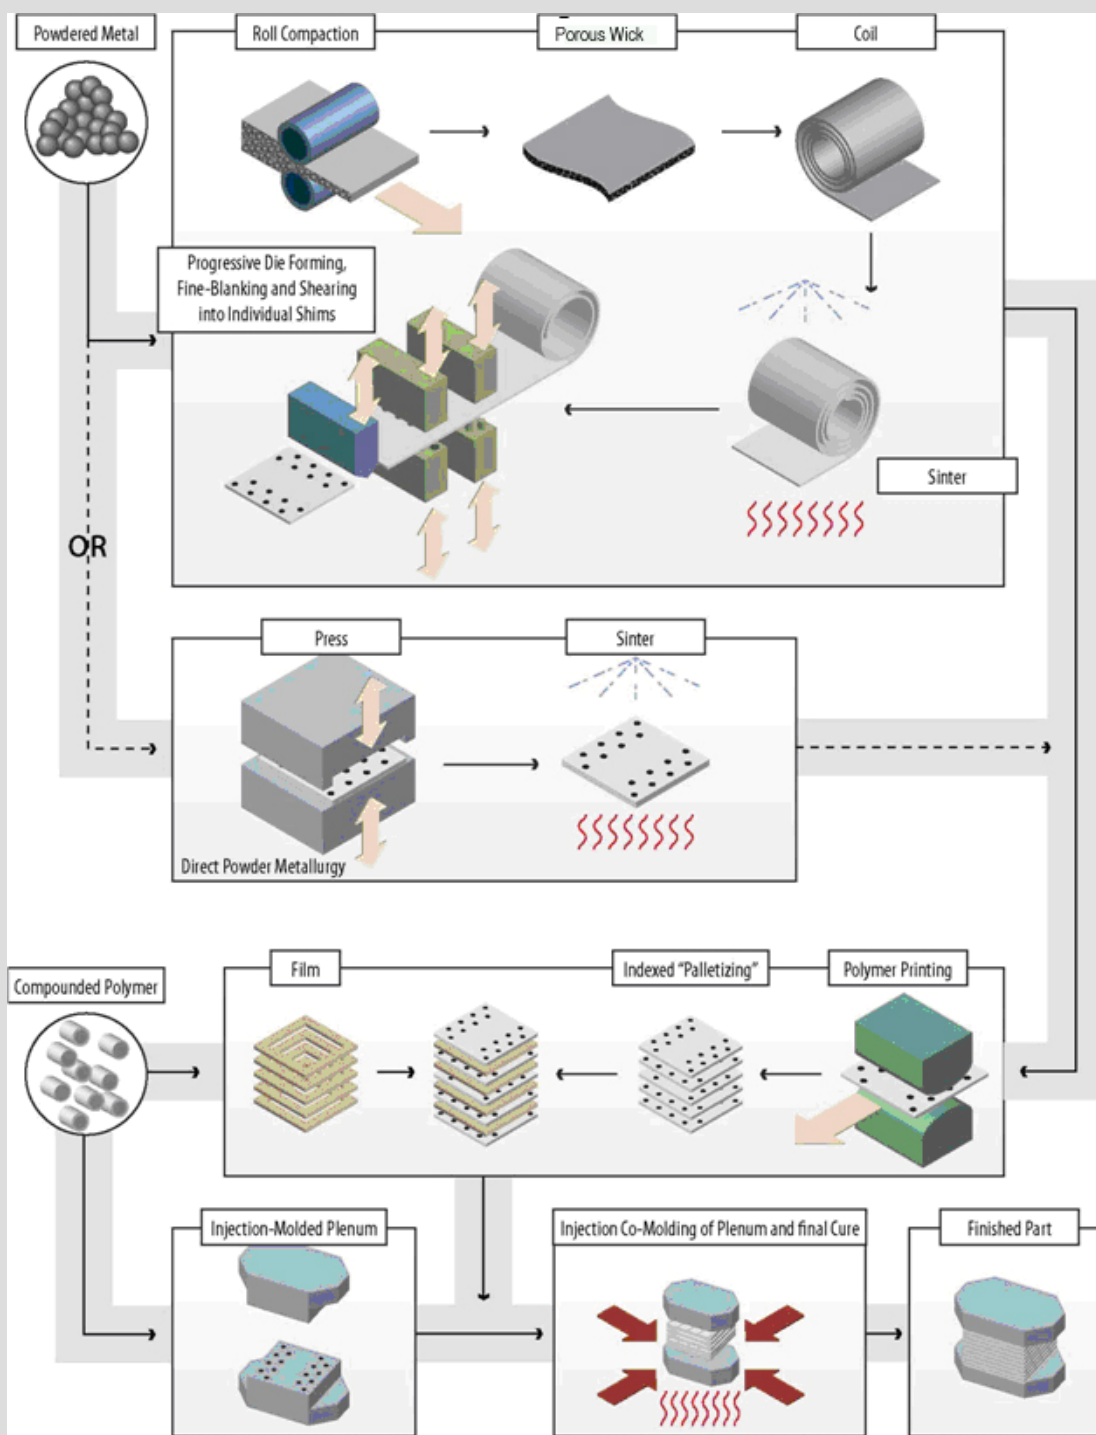 Powdered Metal
Roll Compaction
Porous Wick
Coil
Progressive Die Forming,
Fine-Blanking and Shearing
into Individual Shims
Sinter
OR
Press
Sinter
Direct Powder Metallurgy
Compounded Polymer
Film
Indexed “Palletizing”
Polymer Printing
Injection-Molded Plenum
Injection Co-Molding of Plenum and final Cure
Finished Part